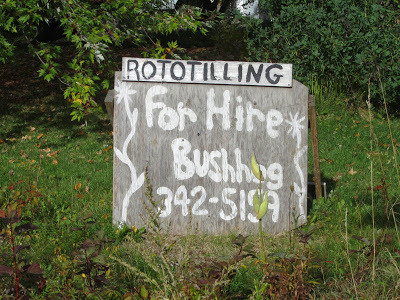 ROTOTILLING
For Hire
Bushhog
342-5159